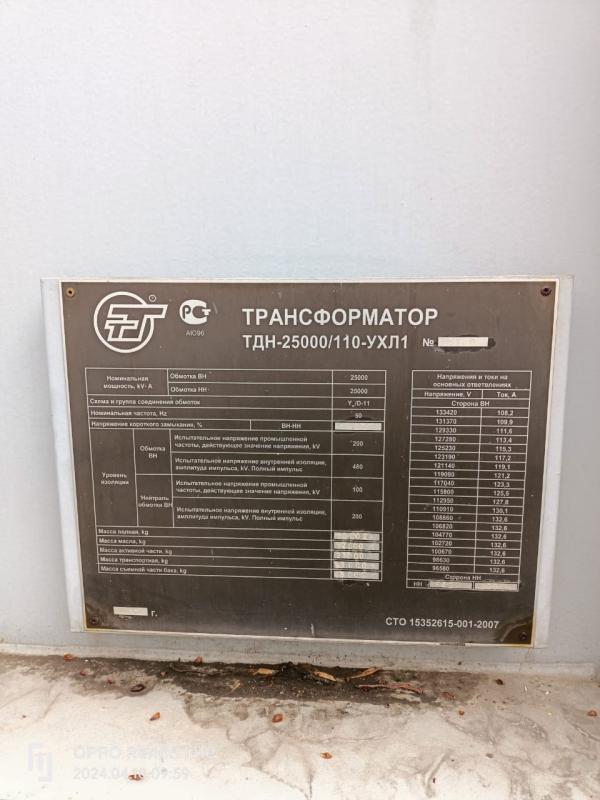 ТРАНСФОРМАТОР
ТДН-25000/110-УХЛ1 №
АЮ96
Номинальная мощность, kV·A Обмотка ВН 25000
Обмотка НН 25000
Схема и группа соединения обмоток Yн/D-11
Номинальная частота, Hz 50
Напряжение короткого замыкания, % ВН-НН
Уровень изоляции
Обмотка ВН
Испытательное напряжение промышленной
частоты, действующее значение напряжения, kV 200
Испытательное напряжение внутренней изоляции,
амплитуда импульса, kV. Полный импульс 480
Нейтраль обмотки ВН
Испытательное напряжение промышленной
частоты, действующее значение напряжения, kV 100
Испытательное напряжение внутренней изоляции,
амплитуда импульса, kV. Полный импульс 200
Масса полная, kg
Масса масла, kg
Масса активной части, kg
Масса транспортная, kg
Масса съемной части бака, kg
г.
Напряжения и токи на
основных ответвлениях
Напряжение, V Ток, А
Сторона ВН
133420 108,2
131370 109,9
129330 111,6
127280 113,4
125230 115,3
123190 117,2
121140 119,1
119090 121,2
117040 123,3
115000 125,5
112950 127,8
110910 130,1
108860 132,6
106820 132,6
104770 132,6
102720 132,6
100670 132,6
98630 132,6
96580 132,6
Сторона НН
НН
СТО 15352615-001-2007
2024.04. 09:59